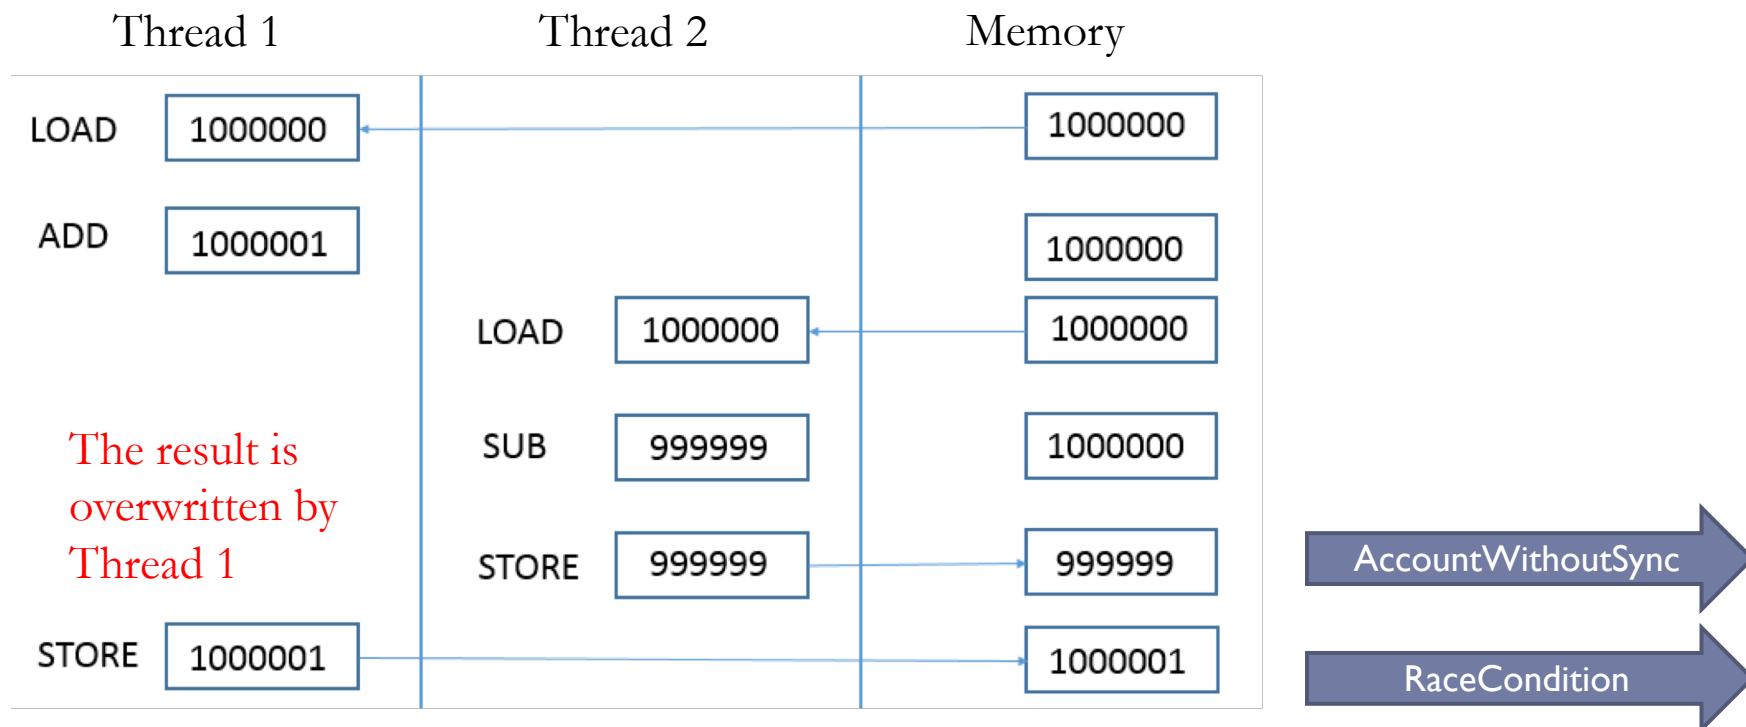 Thread 1 Thread 2 Memory
LOAD 1000000 1000000
ADD 1000001 1000000
LOAD 1000000 1000000
SUB 999999 1000000
The result is
overwritten by
Thread 1
STORE 999999 999999
STORE 1000001 1000001
AccountWithoutSync
RaceCondition